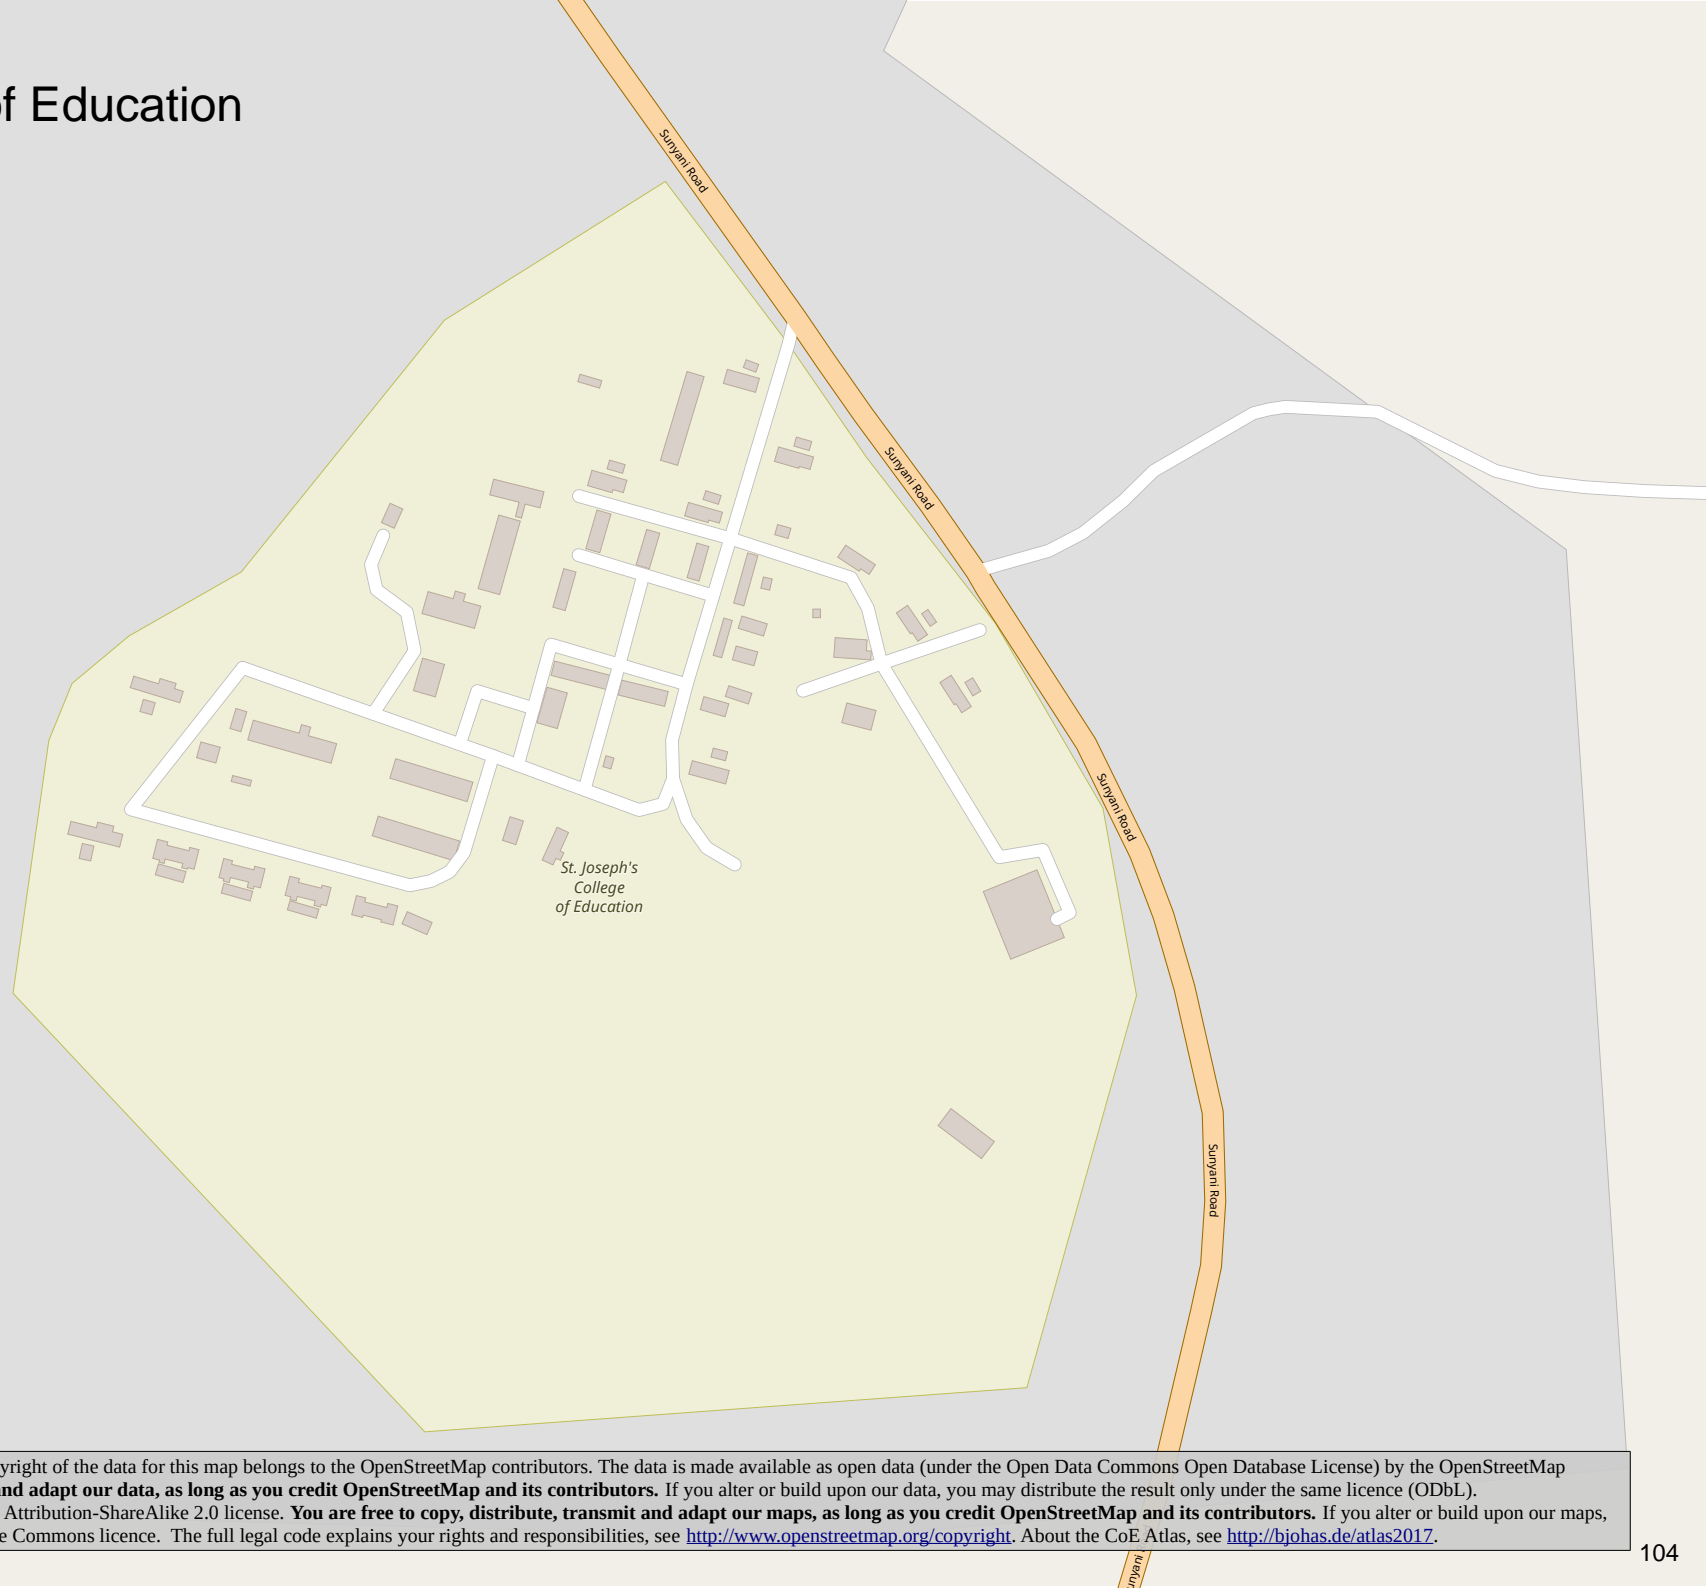 of Education
Sunyani Road
Sunyani Road
Sunyani Road
St. Joseph's
College
of Education
Sunyani Road
yright of the data for this map belongs to the OpenStreetMap contributors. The data is made available as open data (under the Open Data Commons Open Database License) by the OpenStreetMap
nd adapt our data, as long as you credit OpenStreetMap and its contributors. If you alter or build upon our data, you may distribute the result only under the same licence (ODbL).
Attribution-ShareAlike 2.0 license. You are free to copy, distribute, transmit and adapt our maps, as long as you credit OpenStreetMap and its contributors. If you alter or build upon our maps,
e Commons licence. The full legal code explains your rights and responsibilities, see http://www.openstreetmap.org/copyright. About the CoE Atlas, see http://bjohas.de/atlas2017.
104